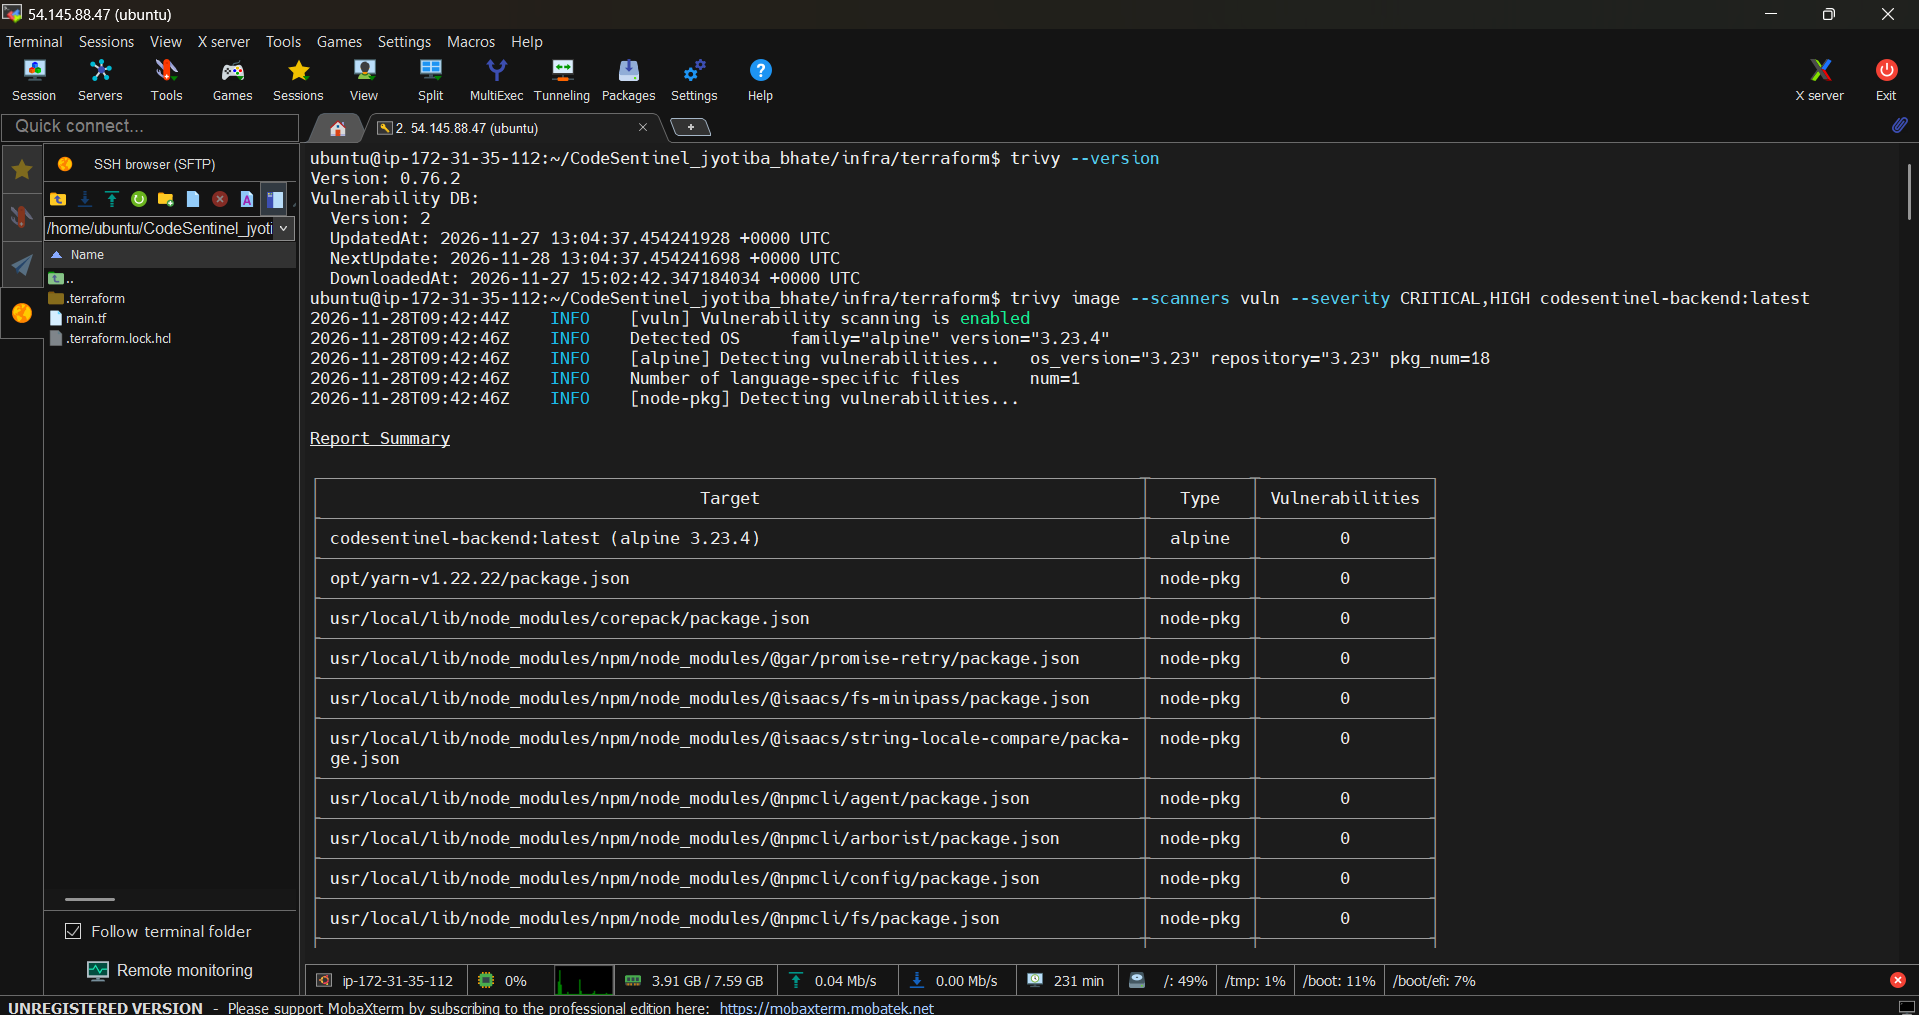 54.145.88.47 (ubuntu)
Terminal Sessions View X server Tools Games Settings Macros Help
Session Servers Tools Games Sessions View Split MultiExec Tunneling Packages Settings Help X server Exit
Quick connect...
2. 54.145.88.47 (ubuntu)
SSH browser (SFTP)
/home/ubuntu/CodeSentinel_jyoti
Name
..
.terraform
main.tf
.terraform.lock.hcl
Follow terminal folder
Remote monitoring
ubuntu@ip-172-31-35-112:~/CodeSentinel_jyotiba_bhate/infra/terraform$ trivy --version
Version: 0.76.2
Vulnerability DB:
Version: 2
UpdatedAt: 2026-11-27 13:04:37.454241928 +0000 UTC
NextUpdate: 2026-11-28 13:04:37.454241698 +0000 UTC
DownloadedAt: 2026-11-27 15:02:42.347184034 +0000 UTC
ubuntu@ip-172-31-35-112:~/CodeSentinel_jyotiba_bhate/infra/terraform$ trivy image --scanners vuln --severity CRITICAL,HIGH codesentinel-backend:latest
2026-11-28T09:42:44Z INFO [vuln] Vulnerability scanning is enabled
2026-11-28T09:42:46Z INFO Detected OS family="alpine" version="3.23.4"
2026-11-28T09:42:46Z INFO [alpine] Detecting vulnerabilities... os_version="3.23" repository="3.23" pkg_num=18
2026-11-28T09:42:46Z INFO Number of language-specific files num=1
2026-11-28T09:42:46Z INFO [node-pkg] Detecting vulnerabilities...
Report Summary
Target Type Vulnerabilities
codesentinel-backend:latest (alpine 3.23.4) alpine 0
opt/yarn-v1.22.22/package.json node-pkg 0
usr/local/lib/node_modules/corepack/package.json node-pkg 0
usr/local/lib/node_modules/npm/node_modules/@gar/promise-retry/package.json node-pkg 0
usr/local/lib/node_modules/npm/node_modules/@isaacs/fs-minipass/package.json node-pkg 0
usr/local/lib/node_modules/npm/node_modules/@isaacs/string-locale-compare/packa- node-pkg 0
ge.json
usr/local/lib/node_modules/npm/node_modules/@npmcli/agent/package.json node-pkg 0
usr/local/lib/node_modules/npm/node_modules/@npmcli/arborist/package.json node-pkg 0
usr/local/lib/node_modules/npm/node_modules/@npmcli/config/package.json node-pkg 0
usr/local/lib/node_modules/npm/node_modules/@npmcli/fs/package.json node-pkg 0
ip-172-31-35-112 0% 3.91 GB / 7.59 GB 0.04 Mb/s 0.00 Mb/s 231 min /: 49% /tmp: 1% /boot: 11% /boot/efi: 7%
UNREGISTERED VERSION - Please support MobaXterm by subscribing to the professional edition here: https://mobaxterm.mobatek.net